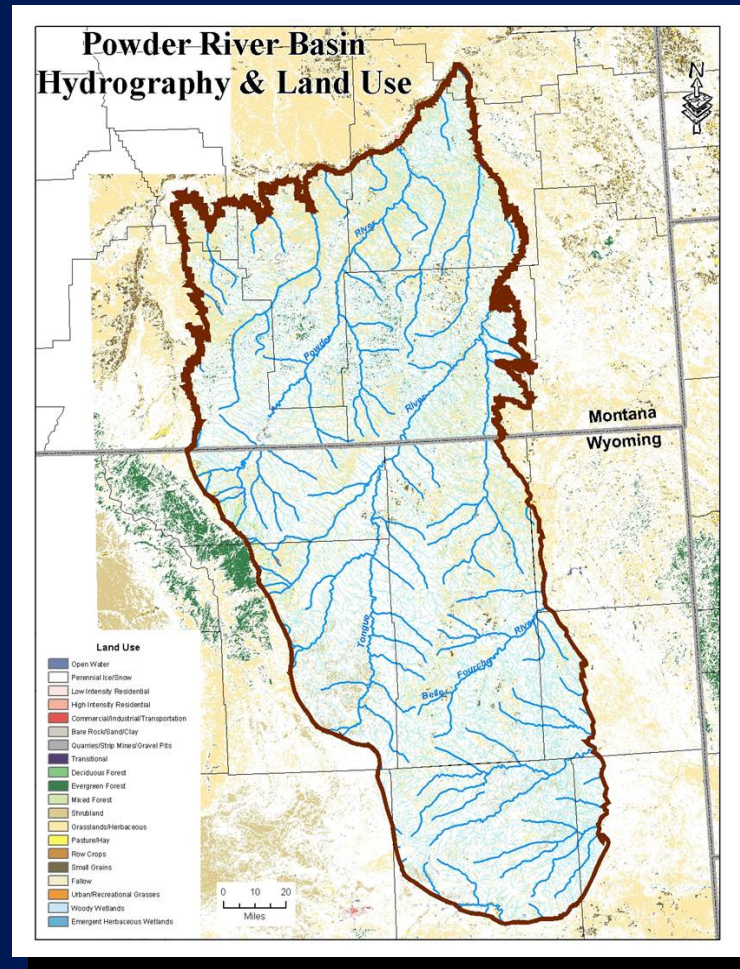 Powder River Basin
Hydrography & Land Use
N
River
Powder
River
Montana
Wyoming
Tongue
Belle Fourche River
Land Use
Open Water
Perennial Ice/Snow
Low Intensity Residential
High Intensity Residential
Commercial/Industrial/Transportation
Bare Rock/Sand/Clay
Quarries/Strip Mines/Gravel Pits
Transitional
Deciduous Forest
Evergreen Forest
Mixed Forest
Shrubland
Grasslands/Herbaceous
Pasture/Hay
Row Crops
Small Grains
Fallow
Urban/Recreational Grasses
Woody Wetlands
Emergent Herbaceous Wetlands
0 10 20
Miles